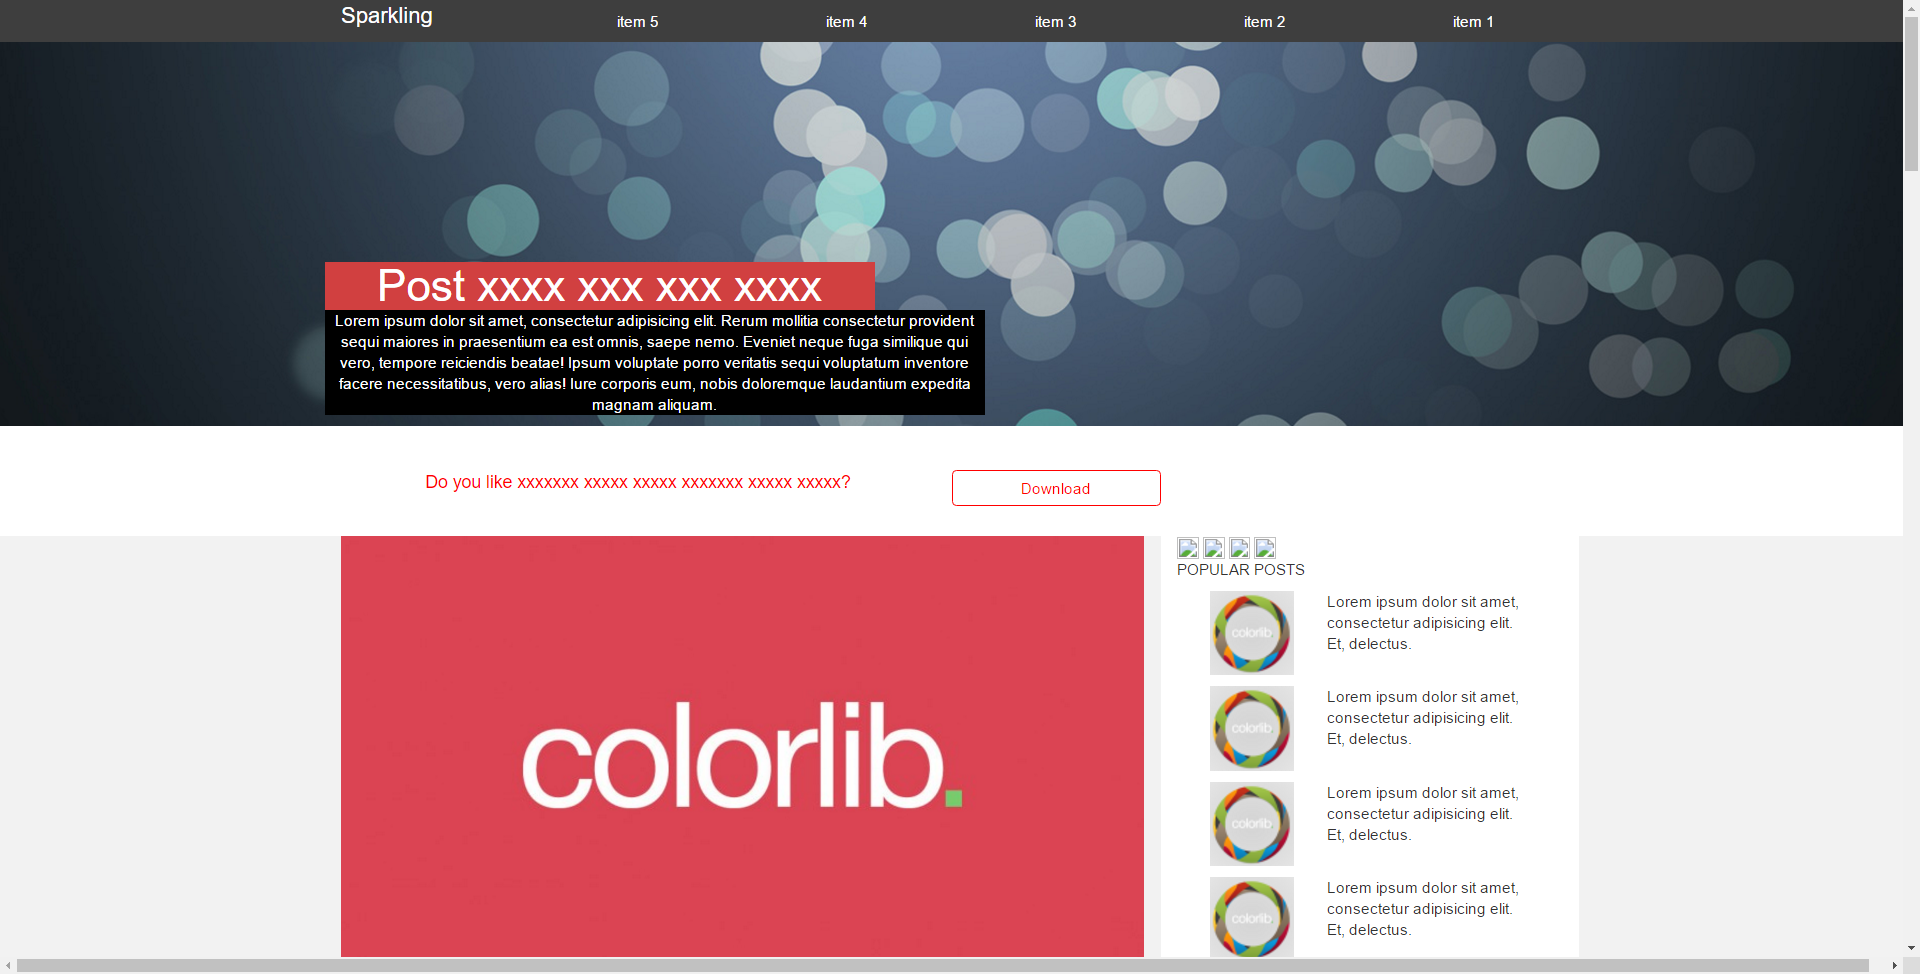 Sparkling
item 5
item 4
item 3
item 2
item 1
Post xxxx xxx xxx xxxx
Lorem ipsum dolor sit amet, consectetur adipisicing elit. Rerum mollitia consectetur provident
sequi maiores in praesentium ea est omnis, saepe nemo. Eveniet neque fuga similique qui
vero, tempore reiciendis beatae! Ipsum voluptate porro veritatis sequi voluptatum inventore
facere necessitatibus, vero alias! Iure corporis eum, nobis doloremque laudantium expedita
magnam aliquam.
Do you like xxxxxxx xxxxx xxxxx xxxxxxx xxxxx xxxxx?
Download
colorlib.
POPULAR POSTS
colorlib
Lorem ipsum dolor sit amet,
consectetur adipisicing elit.
Et, delectus.
colorlib
Lorem ipsum dolor sit amet,
consectetur adipisicing elit.
Et, delectus.
colorlib
Lorem ipsum dolor sit amet,
consectetur adipisicing elit.
Et, delectus.
colorlib
Lorem ipsum dolor sit amet,
consectetur adipisicing elit.
Et, delectus.